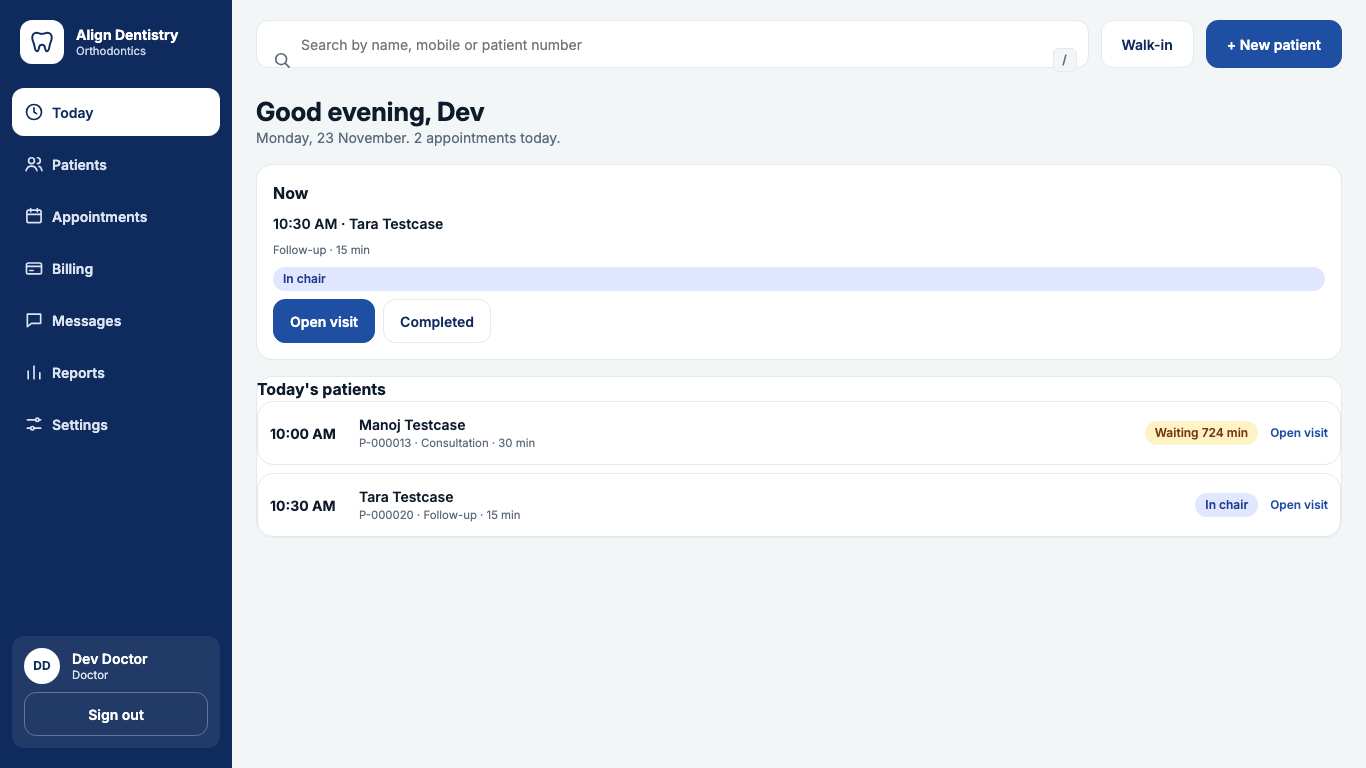 Align Dentistry
Orthodontics
Today
Patients
Appointments
Billing
Messages
Reports
Settings
DD
Dev Doctor
Doctor
Sign out
Search by name, mobile or patient number
/
Walk-in
+ New patient
Good evening, Dev
Monday, 23 November. 2 appointments today.
Now
10:30 AM · Tara Testcase
Follow-up · 15 min
In chair
Open visit
Completed
Today's patients
10:00 AM
Manoj Testcase
P-000013 · Consultation · 30 min
Waiting 724 min
Open visit
10:30 AM
Tara Testcase
P-000020 · Follow-up · 15 min
In chair
Open visit